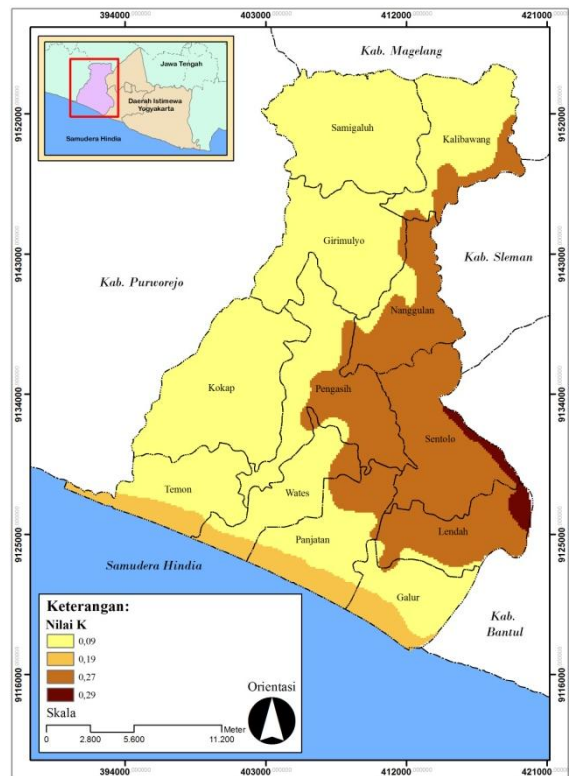 394000 403000 412000 421000
Kab. Magelang
Jawa Tengah
Daerah Istimewa
Yogyakarta
Samudera Hindia
9152000
9152000
Samigaluh
Kalibawang
Girimulyo
Kab. Sleman
9143000
9143000
Kab. Purworejo
Nanggulan
Kokap
Pengasih
9134000
9134000
Sentolo
Temon
Wates
Panjatan
Lendah
9125000
9125000
Samudera Hindia
Galur
Kab.
Bantul
Keterangan:
Nilai K
0,09
0,19
0,27
0,29
Skala
Meter
0 2.800 5.600 11.200
Orientasi
9116000
9116000
394000 403000 412000 421000